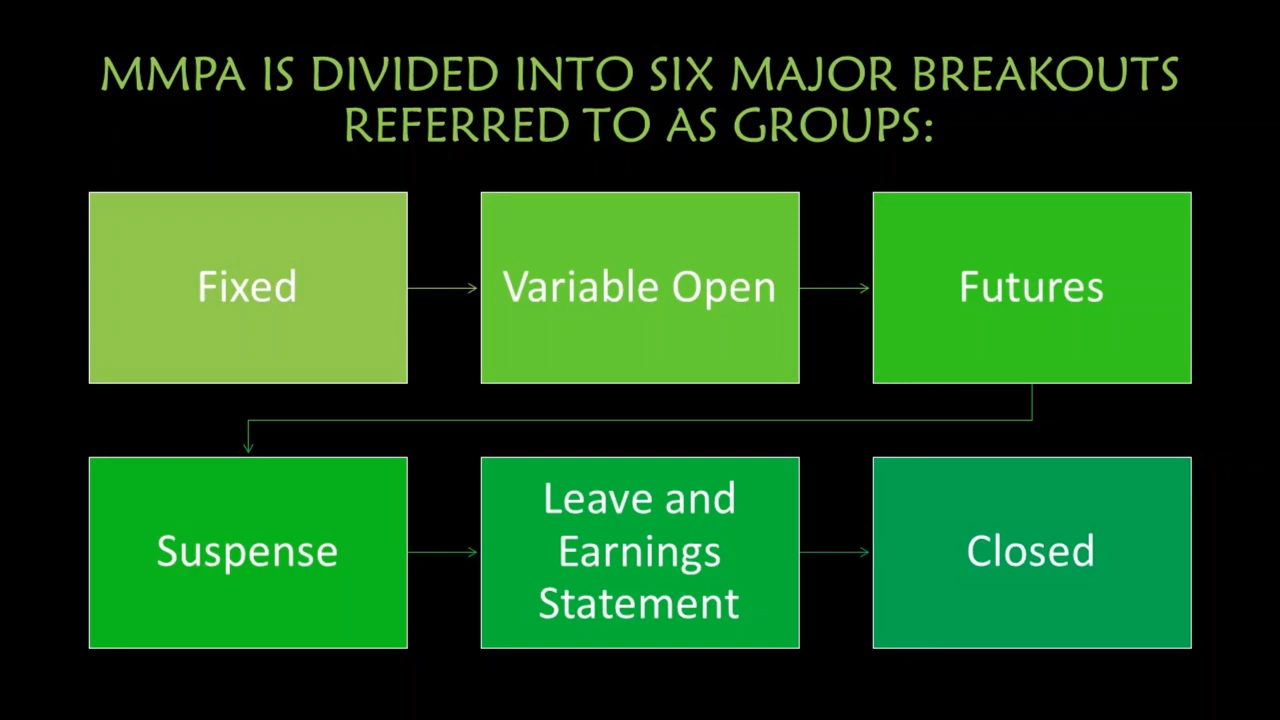 MMPA IS DIVIDED INTO SIX MAJOR BREAKOUTS
REFERRED TO AS GROUPS:
Fixed
Variable Open
Futures
Suspense
Leave and
Earnings
Statement
Closed